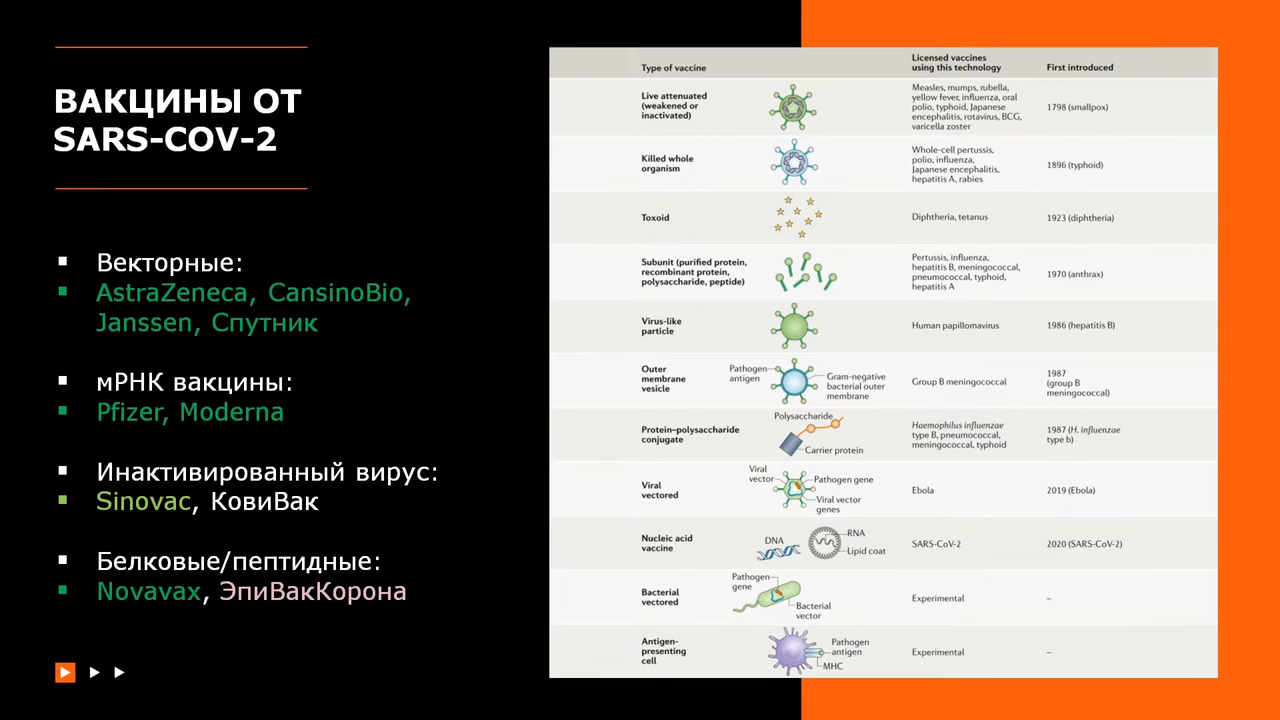 ВАКЦИНЫ ОТ
SARS-COV-2
Векторные:
AstraZeneca, CansinoBio,
Janssen, Спутник
мРНК вакцины:
Pfizer, Moderna
Инактивированный вирус:
Sinovac, КовиВак
Белковые/пептидные:
Novavax, ЭпиВакКорона
Type of vaccine
Licensed vaccines
using this technology
First introduced
Live attenuated
(weakened or
inactivated)
Measles, mumps, rubella,
yellow fever, influenza, oral
polio, typhoid, Japanese
encephalitis, rotavirus, BCG,
varicella zoster
1798 (smallpox)
Killed whole
organism
Whole-cell pertussis,
polio, influenza,
Japanese encephalitis,
hepatitis A, rabies
1896 (typhoid)
Toxoid
Diphtheria, tetanus
1923 (diphtheria)
Subunit (purified protein,
recombinant protein,
polysaccharide, peptide)
Pertussis, influenza,
hepatitis B, meningococcal,
pneumococcal, typhoid,
hepatitis A
1970 (anthrax)
Virus-like
particle
Human papillomavirus
1986 (hepatitis B)
Outer
membrane
vesicle
Pathogen
antigen
Gram-negative
bacterial outer
membrane
Group B meningococcal
1987
(group B
meningococcal)
Protein–polysaccharide
conjugate
Polysaccharide
Carrier protein
Haemophilus influenzae
type B, pneumococcal,
meningococcal, typhoid
1987 (H. influenzae
type b)
Viral
vectored
Viral
vector
Pathogen gene
Viral vector
genes
Ebola
2019 (Ebola)
Nucleic acid
vaccine
DNA
RNA
Lipid coat
SARS-CoV-2
2020 (SARS-CoV-2)
Bacterial
vectored
Pathogen
gene
Bacterial
vector
Experimental
–
Antigen-
presenting
cell
Pathogen
antigen
MHC
Experimental
–